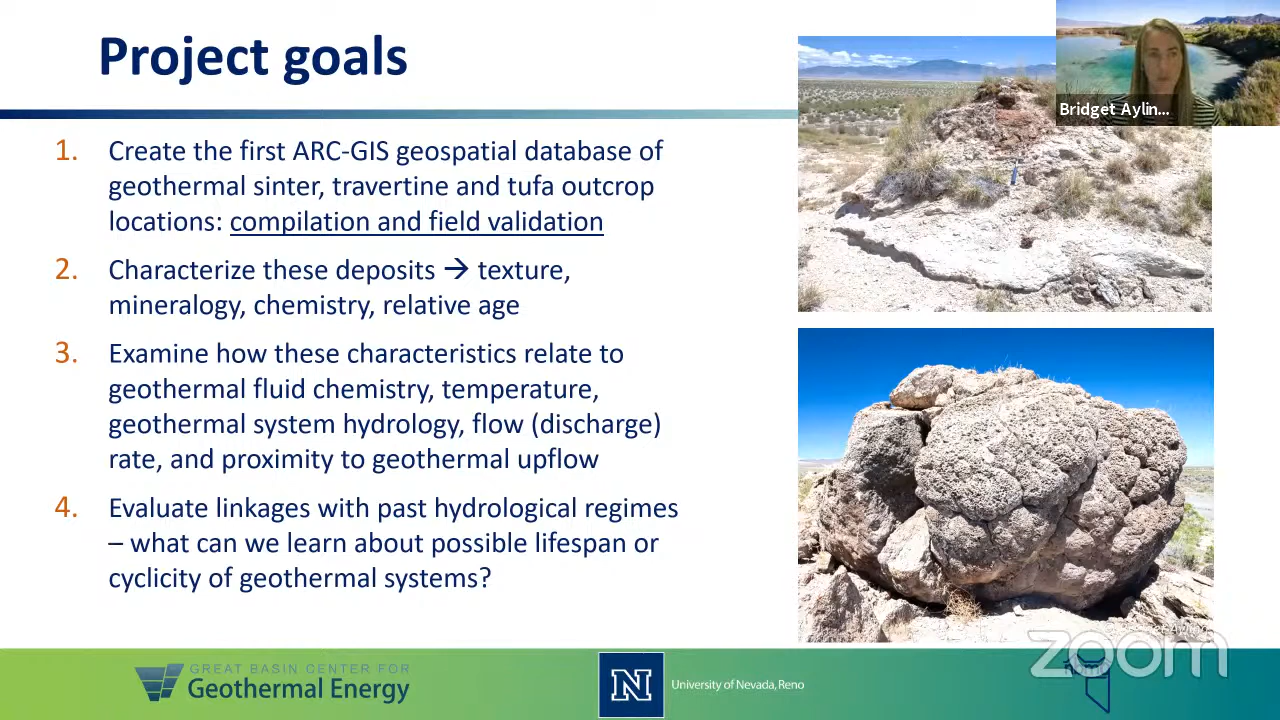 Project goals
Bridget Aylin...
1. Create the first ARC-GIS geospatial database of
geothermal sinter, travertine and tufa outcrop
locations: compilation and field validation
2. Characterize these deposits → texture,
mineralogy, chemistry, relative age
3. Examine how these characteristics relate to
geothermal fluid chemistry, temperature,
geothermal system hydrology, flow (discharge)
rate, and proximity to geothermal upflow
4. Evaluate linkages with past hydrological regimes
– what can we learn about possible lifespan or
cyclicity of geothermal systems?
zoom
GREAT BASIN CENTER FOR
Geothermal Energy
N
University of Nevada, Reno